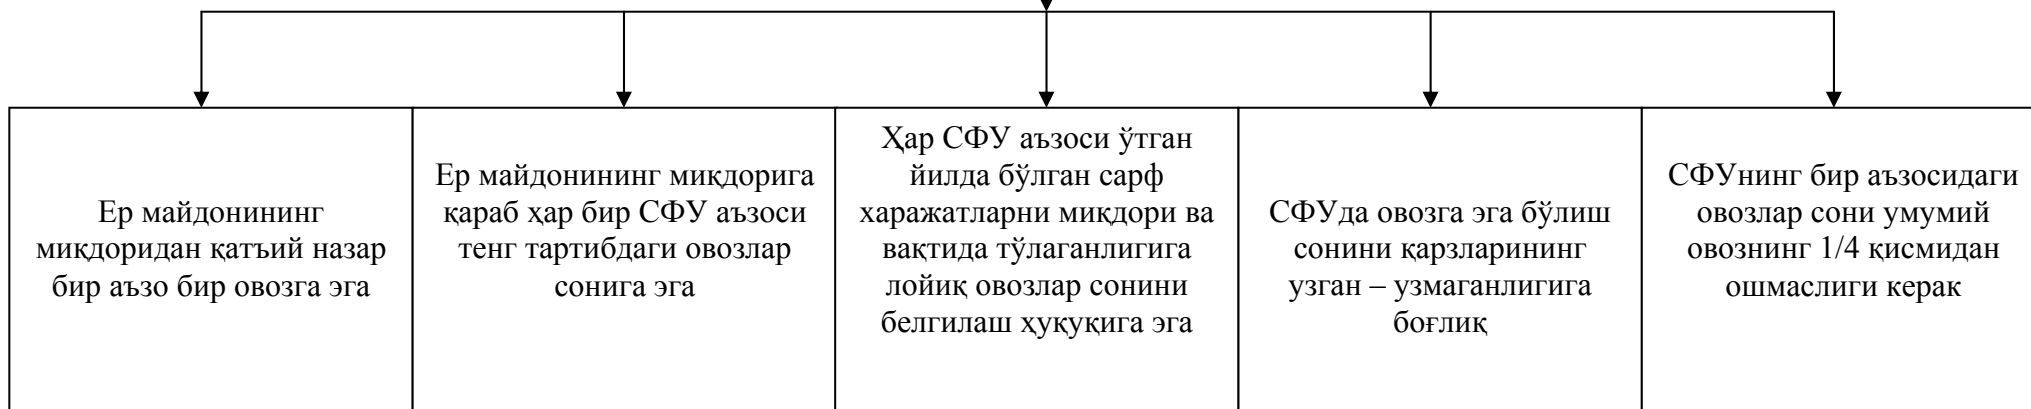 Ер майдонининг
миқдоридан қатъий назар
бир аъзо бир овозга эга
Ер майдонининг миқдорига
қараб ҳар бир СФУ аъзоси
тенг тартибдаги овозлар
сонига эга
Ҳар СФУ аъзоси ўтган
йилда бўлган сарф
харажатларни миқдори ва
вақтида тўлаганлигига
лойиқ овозлар сонини
белгилаш ҳуқуқига эга
СФУда овозга эга бўлиш
сонини қарзларининг
узган – узмаганлигига
боғлиқ
СФУнинг бир аъзосидаги
овозлар сони умумий
овознинг 1/4 қисмидан
ошмаслиги керак